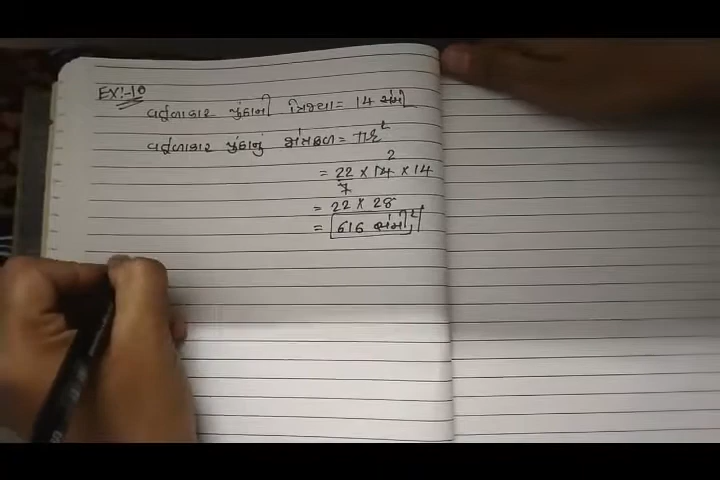 EX:-10
વર્તુળાકાર ગુંદાની ત્રિજ્યા = 14 સેમી
વર્તુળાકાર ગુંદાનું ક્ષેત્રફળ = πr²
2
= 22/7 × 14 × 14
= 22 × 28
= 616 સેમી²